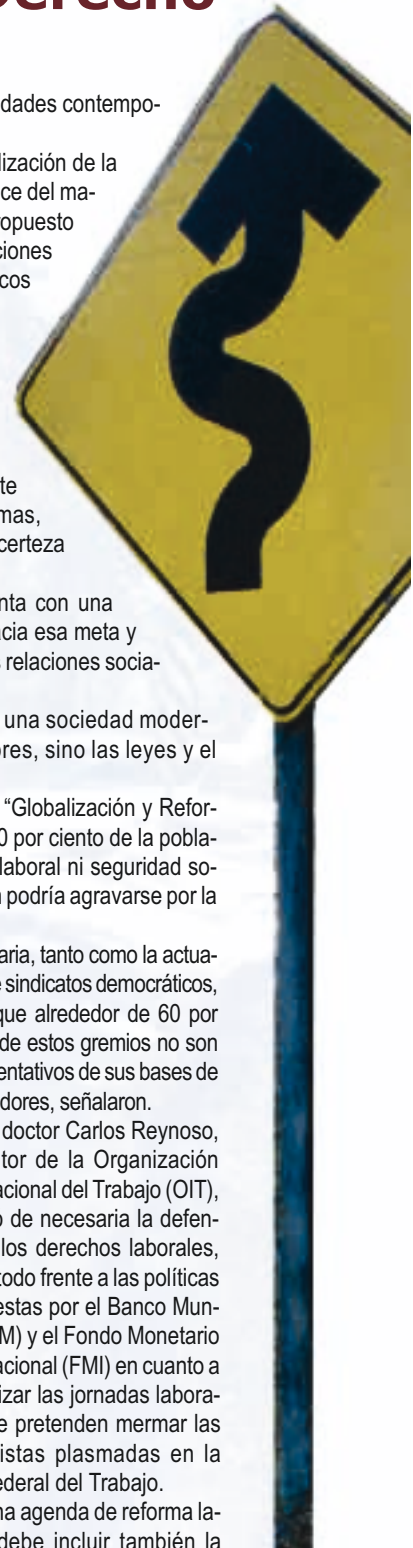 Derecho
idades contempo-
lización de la
ce del ma-
opuesto
ciones
cos
te
mas,
certeza
nta con una
acia esa meta y
s relaciones socia-
una sociedad moder-
ores, sino las leyes y el
“Globalización y Refor-
0 por ciento de la pobla-
laboral ni seguridad so-
n podría agravarse por la
aria, tanto como la actua-
e sindicatos democráticos,
que alrededor de 60 por
de estos gremios no son
entativos de sus bases de
dores, señalaron.
doctor Carlos Reynoso,
tor de la Organización
acional del Trabajo (OIT),
o de necesaria la defen-
los derechos laborales,
todo frente a las políticas
estas por el Banco Mun-
M) y el Fondo Monetario
acional (FMI) en cuanto a
izar las jornadas labora-
e pretenden mermar las
istas plasmadas en la
ederal del Trabajo.
na agenda de reforma la-
debe incluir también la